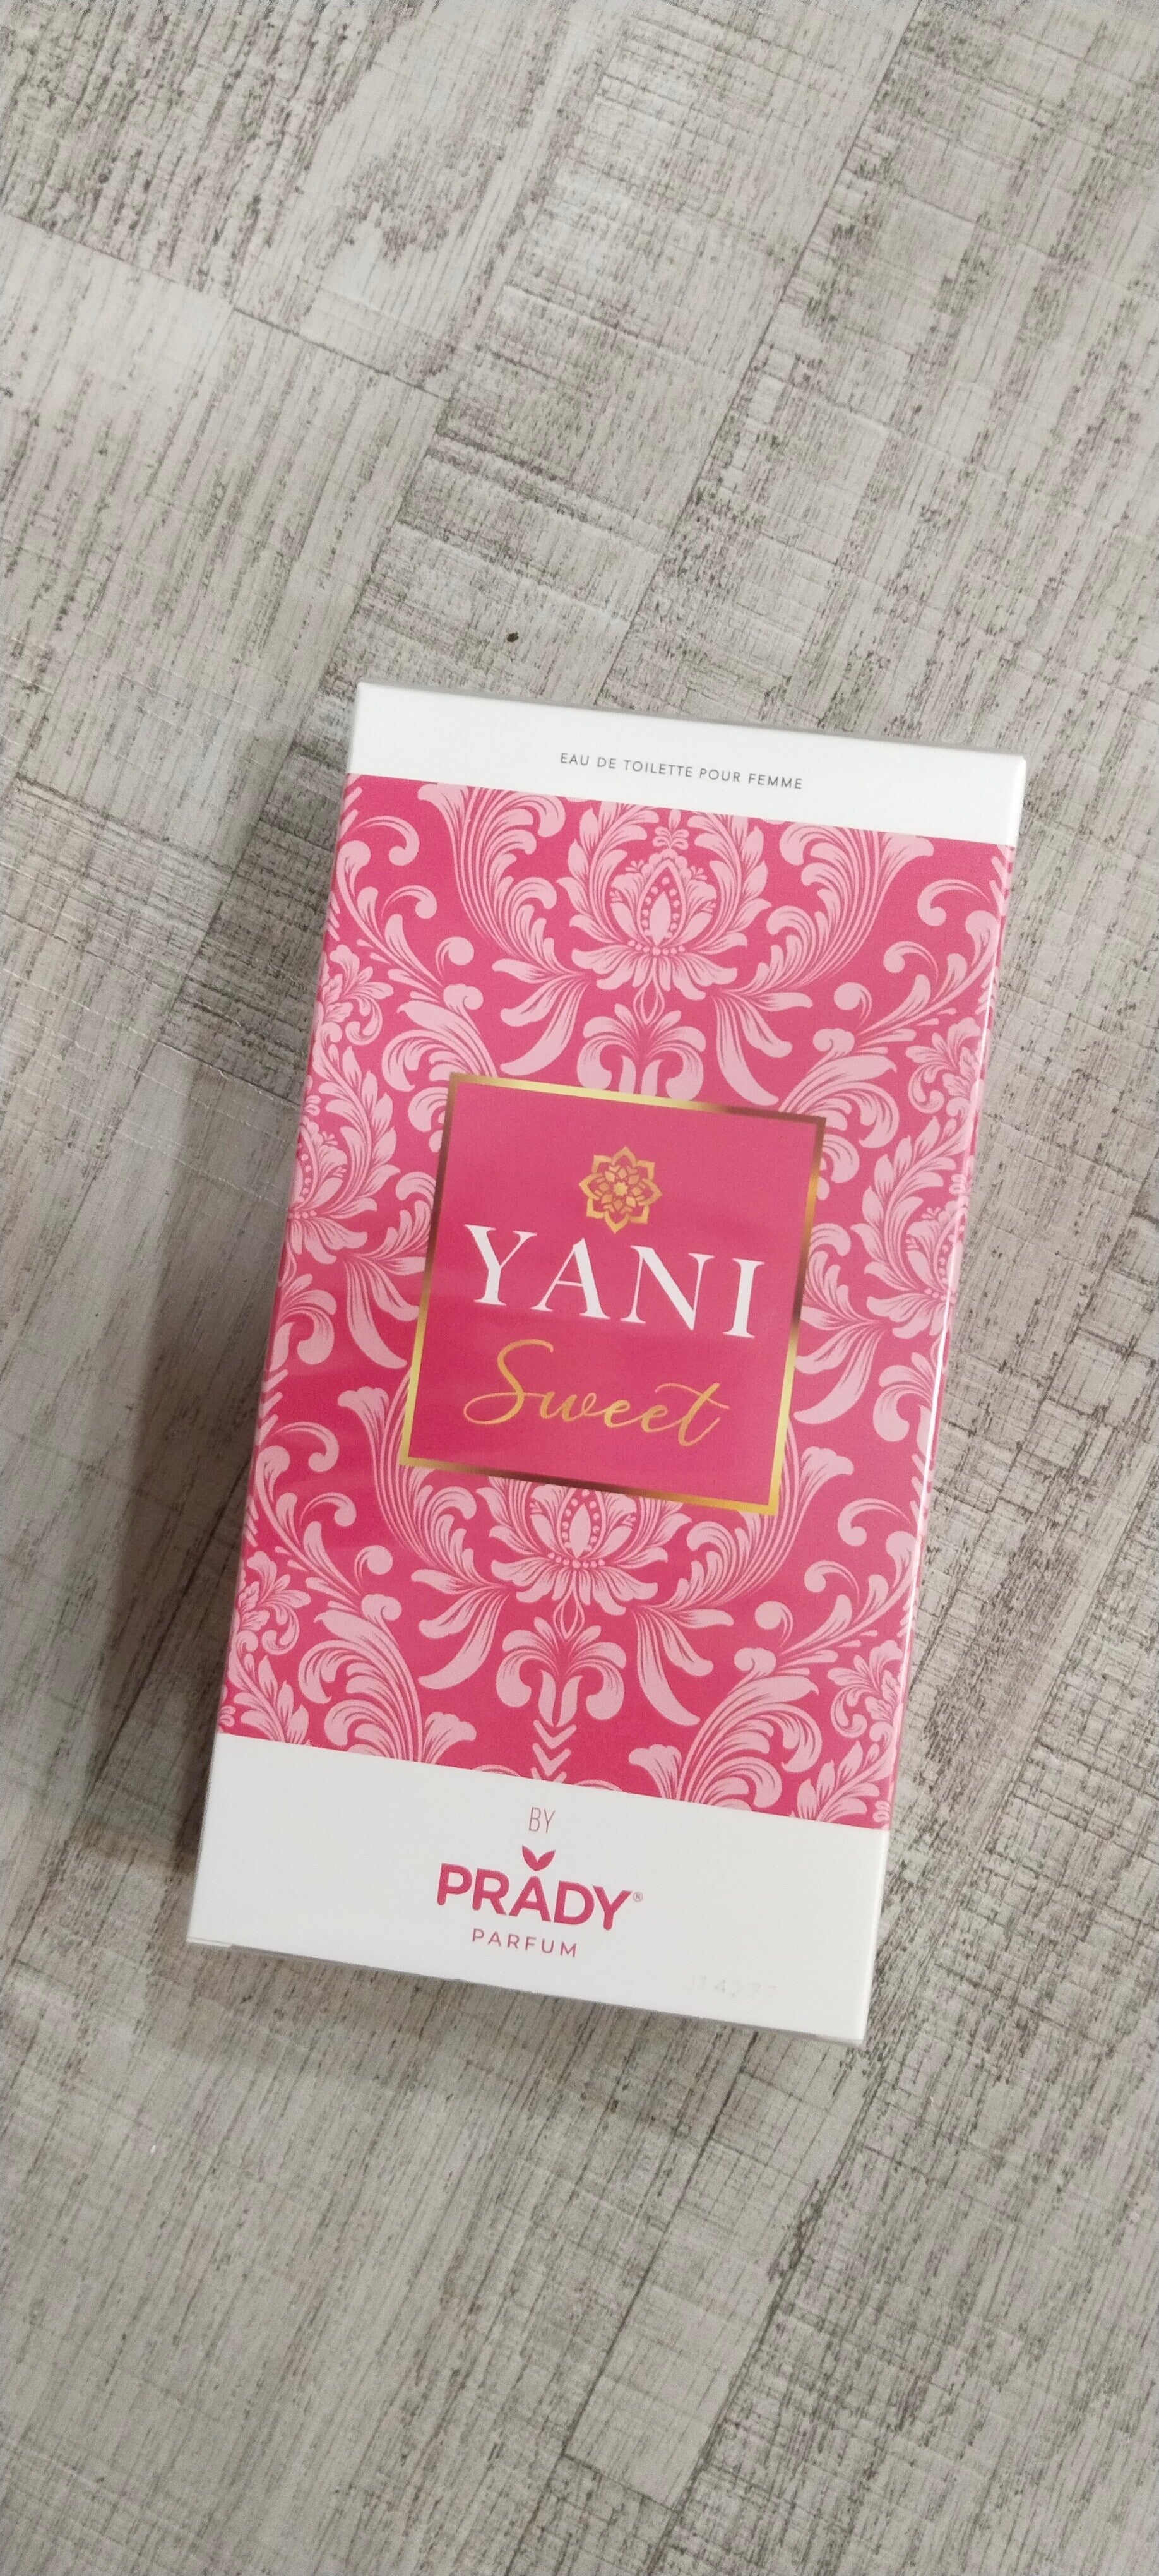 EAU DE TOILETTE POUR FEMME
YANI
Sweet
BY
PRADY®
PARFUM